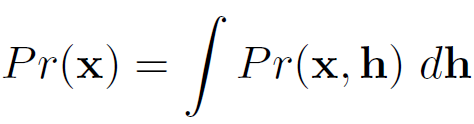 Pr(𝐱) = ∫ Pr(𝐱, 𝐡) d𝐡